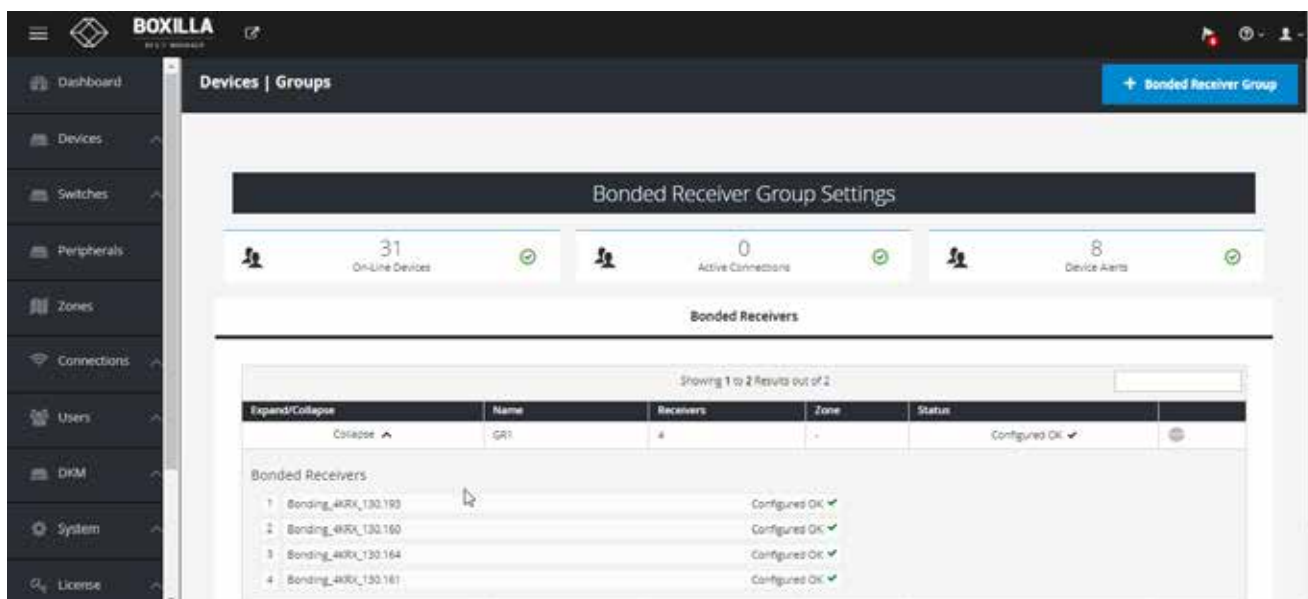 BOXILLA
Dashboard
Devices
Switches
Peripherals
Zones
Connections
Users
DKM
System
License
Devices | Groups
+ Bonded Receiver Group
Bonded Receiver Group Settings
31
On-Line Devices
0
Active Connections
8
Device Alerts
Bonded Receivers
Showing 1 to 2 Results out of 2
Expand/Collapse Name Receivers Zone Status
Collapse GR1 4 - Configured OK
Bonded Receivers
1 Bonding_4KRX_130.193 Configured OK
2 Bonding_4KRX_130.160 Configured OK
3 Bonding_4KRX_130.164 Configured OK
4 Bonding_4KRX_130.161 Configured OK